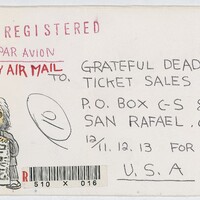 REGISTERED
PAR AVION
AIR MAIL
TO, GRATEFUL DEAD
TICKET SALES
P.O. BOX C-S
SAN RAFAEL.
10
12/11. 12. 13 FOR
U. S. A
R 510 X 016